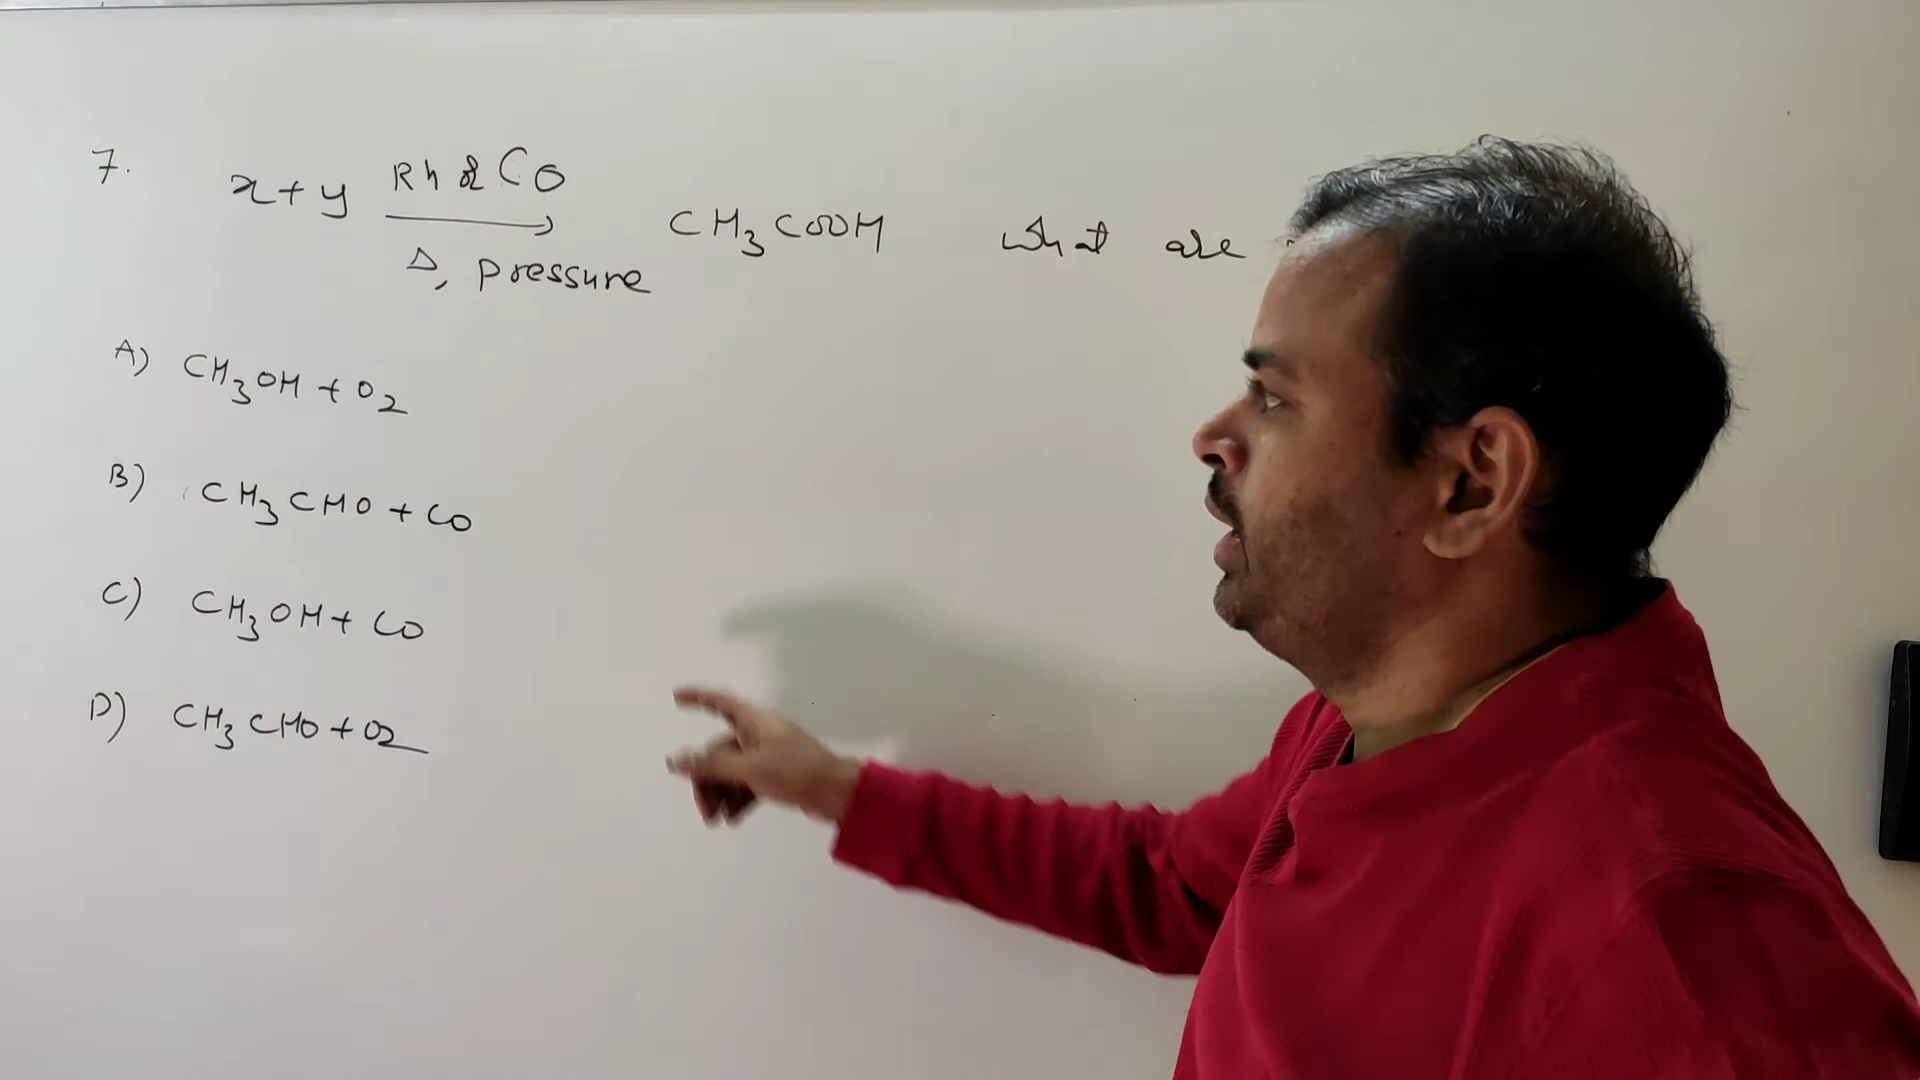 7. x + y Rh & Co CH3COOH What are
Δ, pressure
A) CH3OH + O2
B) CH3CHO + CO
C) CH3OH + CO
D) CH3CHO + O2